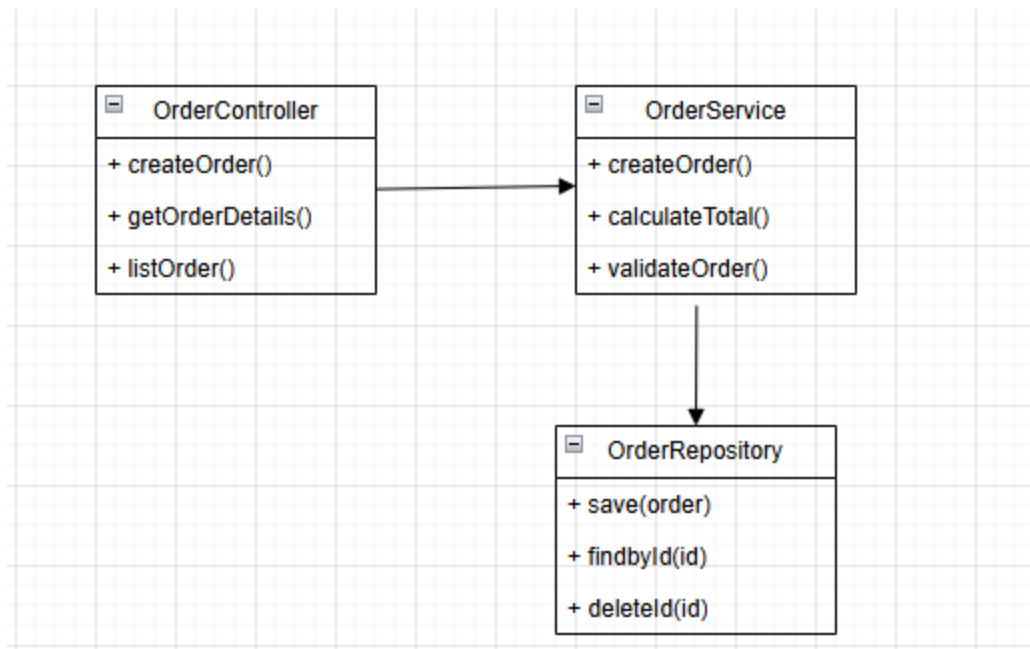 OrderController
+ createOrder()
+ getOrderDetails()
+ listOrder()
OrderService
+ createOrder()
+ calculateTotal()
+ validateOrder()
OrderRepository
+ save(order)
+ findbyId(id)
+ deleteId(id)